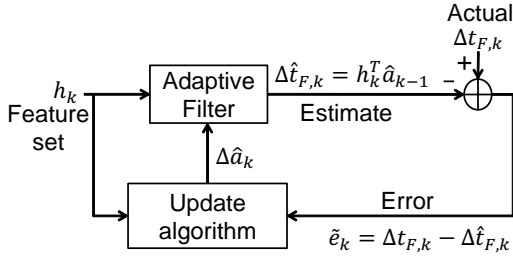 Actual
Δt_{F,k}
+
h_k
Feature
set
Adaptive
Filter
Δt̂_{F,k} = h_k^T â_{k−1}
−
Estimate
Δâ_k
Update
algorithm
Error
ẽ_k = Δt_{F,k} − Δt̂_{F,k}